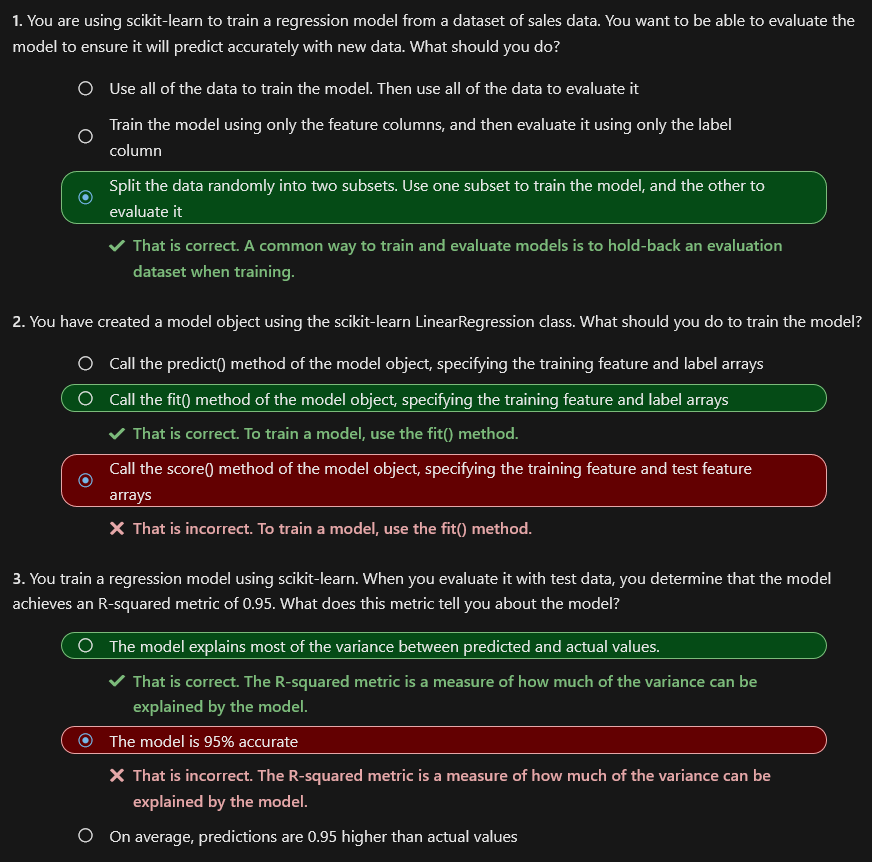 1. You are using scikit-learn to train a regression model from a dataset of sales data. You want to be able to evaluate the
model to ensure it will predict accurately with new data. What should you do?
Use all of the data to train the model. Then use all of the data to evaluate it
Train the model using only the feature columns, and then evaluate it using only the label
column
Split the data randomly into two subsets. Use one subset to train the model, and the other to
evaluate it
That is correct. A common way to train and evaluate models is to hold-back an evaluation
dataset when training.
2. You have created a model object using the scikit-learn LinearRegression class. What should you do to train the model?
Call the predict() method of the model object, specifying the training feature and label arrays
Call the fit() method of the model object, specifying the training feature and label arrays
That is correct. To train a model, use the fit() method.
Call the score() method of the model object, specifying the training feature and test feature
arrays
That is incorrect. To train a model, use the fit() method.
3. You train a regression model using scikit-learn. When you evaluate it with test data, you determine that the model
achieves an R-squared metric of 0.95. What does this metric tell you about the model?
The model explains most of the variance between predicted and actual values.
That is correct. The R-squared metric is a measure of how much of the variance can be
explained by the model.
The model is 95% accurate
That is incorrect. The R-squared metric is a measure of how much of the variance can be
explained by the model.
On average, predictions are 0.95 higher than actual values